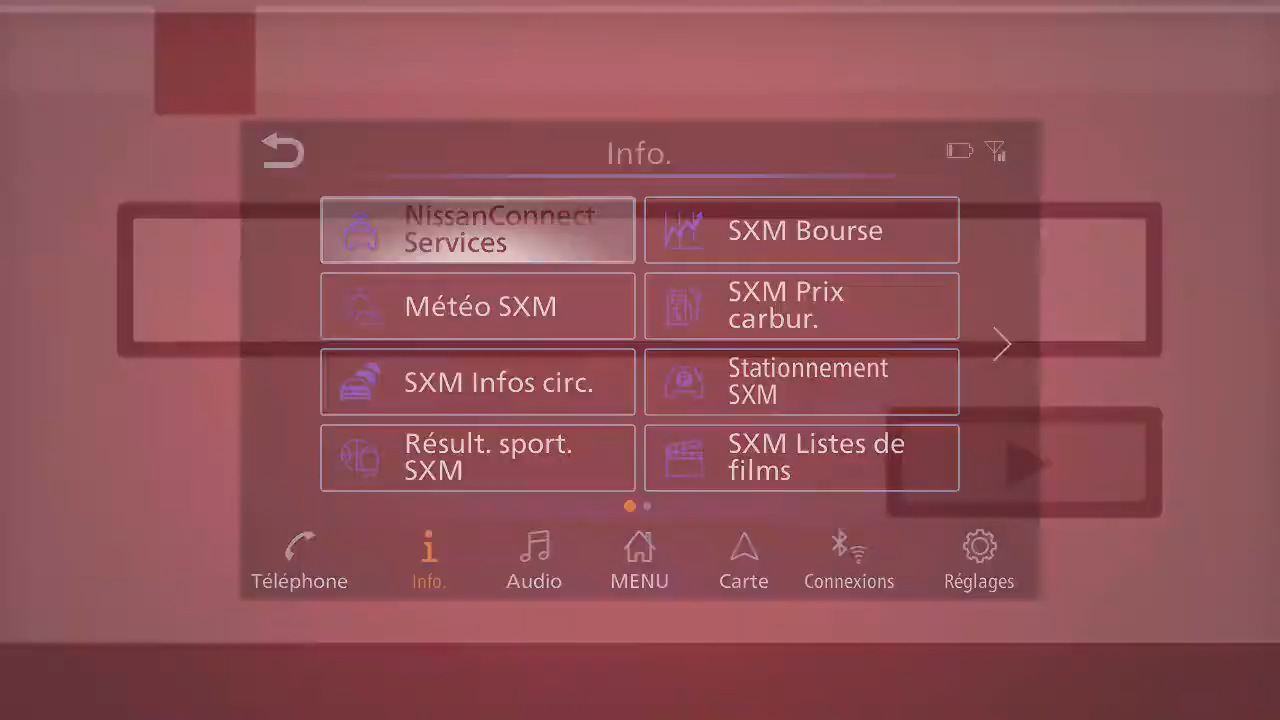 Info.
NissanConnect
Services
SXM Bourse
Météo SXM
SXM Prix
carbur.
SXM Infos circ.
Stationnement
SXM
Résult. sport.
SXM
SXM Listes de
films
Téléphone
Info.
Audio
MENU
Carte
Connexions
Réglages